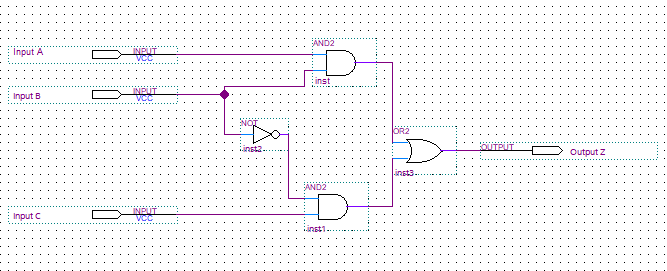 AND2
Input A
INPUT
VCC
inst
Input B
INPUT
VCC
NOT
inst2
OR2
OUTPUT
Output Z
inst3
AND2
Input C
INPUT
VCC
inst1